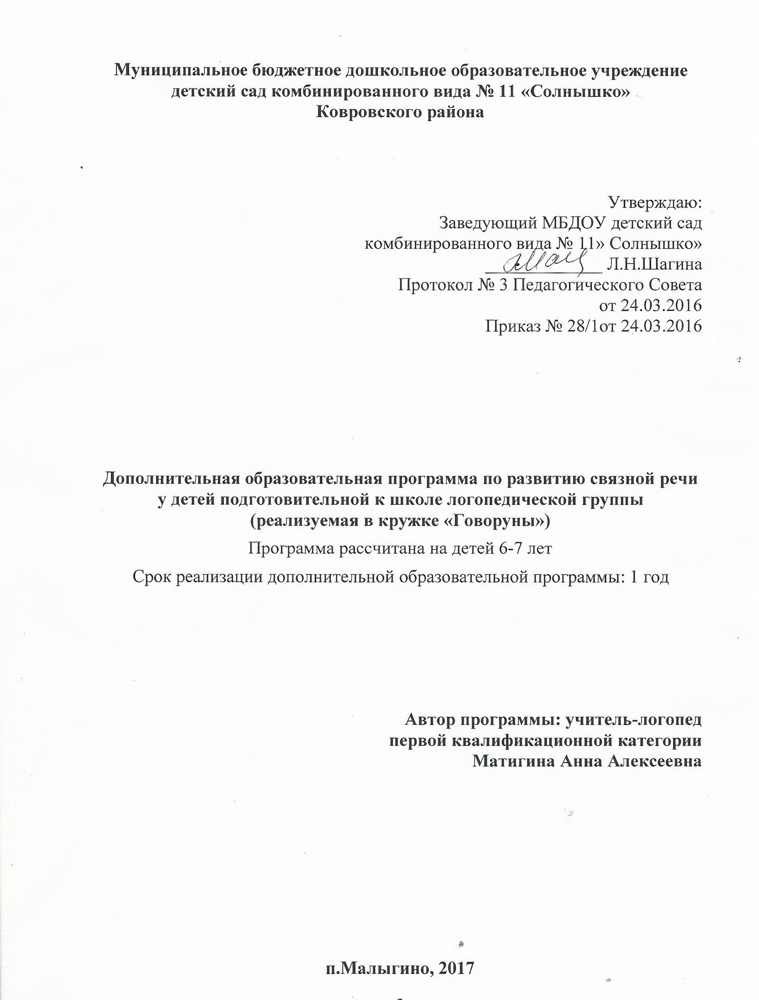 Муниципальное бюджетное дошкольное образовательное учреждение
детский сад комбинированного вида № 11 «Солнышко»
Ковровского района
Утверждаю:
Заведующий МБДОУ детский сад
комбинированного вида № 11» Солнышко»
_____________ Л.Н.Шагина
Протокол № 3 Педагогического Совета
от 24.03.2016
Приказ № 28/1от 24.03.2016
Дополнительная образовательная программа по развитию связной речи
у детей подготовительной к школе логопедической группы
(реализуемая в кружке «Говоруны»)
Программа рассчитана на детей 6-7 лет
Срок реализации дополнительной образовательной программы: 1 год
Автор программы: учитель-логопед
первой квалификационной категории
Матигина Анна Алексеевна
п.Малыгино, 2017